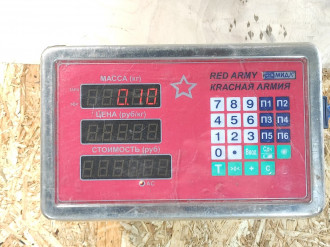 МАССА (кг)
0.10
ЦЕНА (руб/кг)
СТОИМОСТЬ (руб)
RED ARMY
КРАСНАЯ АРМИЯ
7 8 9 П1 П2
4 5 6 П3 П4
1 2 3 П5 П6
0 • Б
T + C